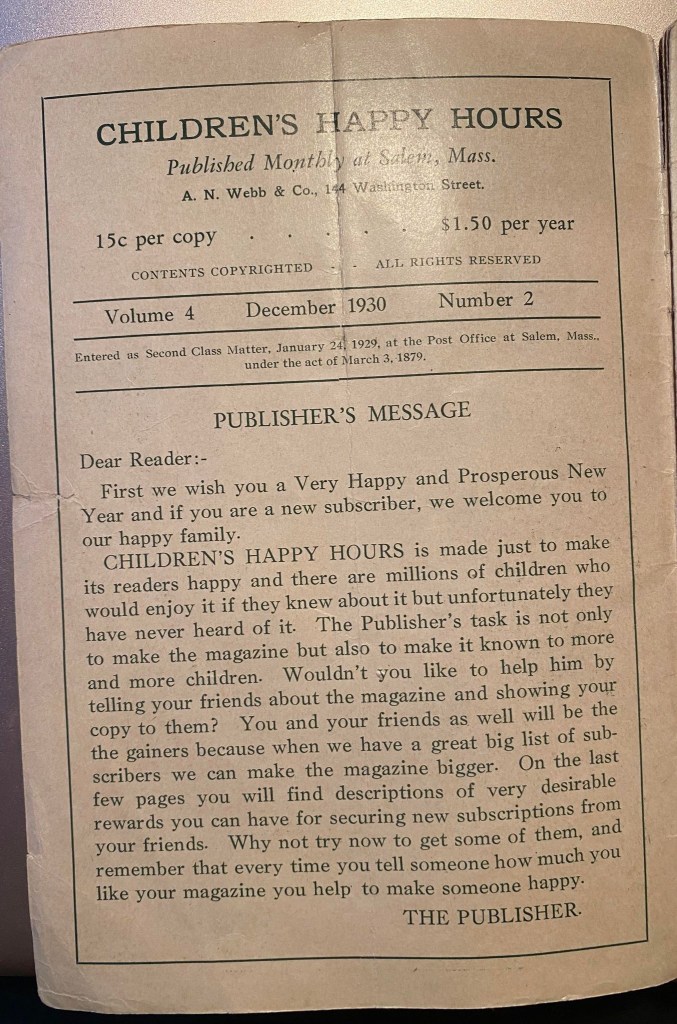 CHILDREN'S HAPPY HOURS
Published Monthly at Salem, Mass.
A. N. Webb & Co., 144 Washington Street.
15c per copy . . . . . $1.50 per year
CONTENTS COPYRIGHTED - - ALL RIGHTS RESERVED
Volume 4 December 1930 Number 2
Entered as Second Class Matter, January 24, 1929, at the Post Office at Salem, Mass.,
under the act of March 3, 1879.
PUBLISHER'S MESSAGE
Dear Reader:-
First we wish you a Very Happy and Prosperous New
Year and if you are a new subscriber, we welcome you to
our happy family.
CHILDREN'S HAPPY HOURS is made just to make
its readers happy and there are millions of children who
would enjoy it if they knew about it but unfortunately they
have never heard of it. The Publisher's task is not only
to make the magazine but also to make it known to more
and more children. Wouldn't you like to help him by
telling your friends about the magazine and showing your
copy to them? You and your friends as well will be the
the gainers because when we have a great big list of sub-
scribers we can make the magazine bigger. On the last
few pages you will find descriptions of very desirable
rewards you can have for securing new subscriptions from
your friends. Why not try now to get some of them, and
remember that every time you tell someone how much you
like your magazine you help to make someone happy.
THE PUBLISHER.